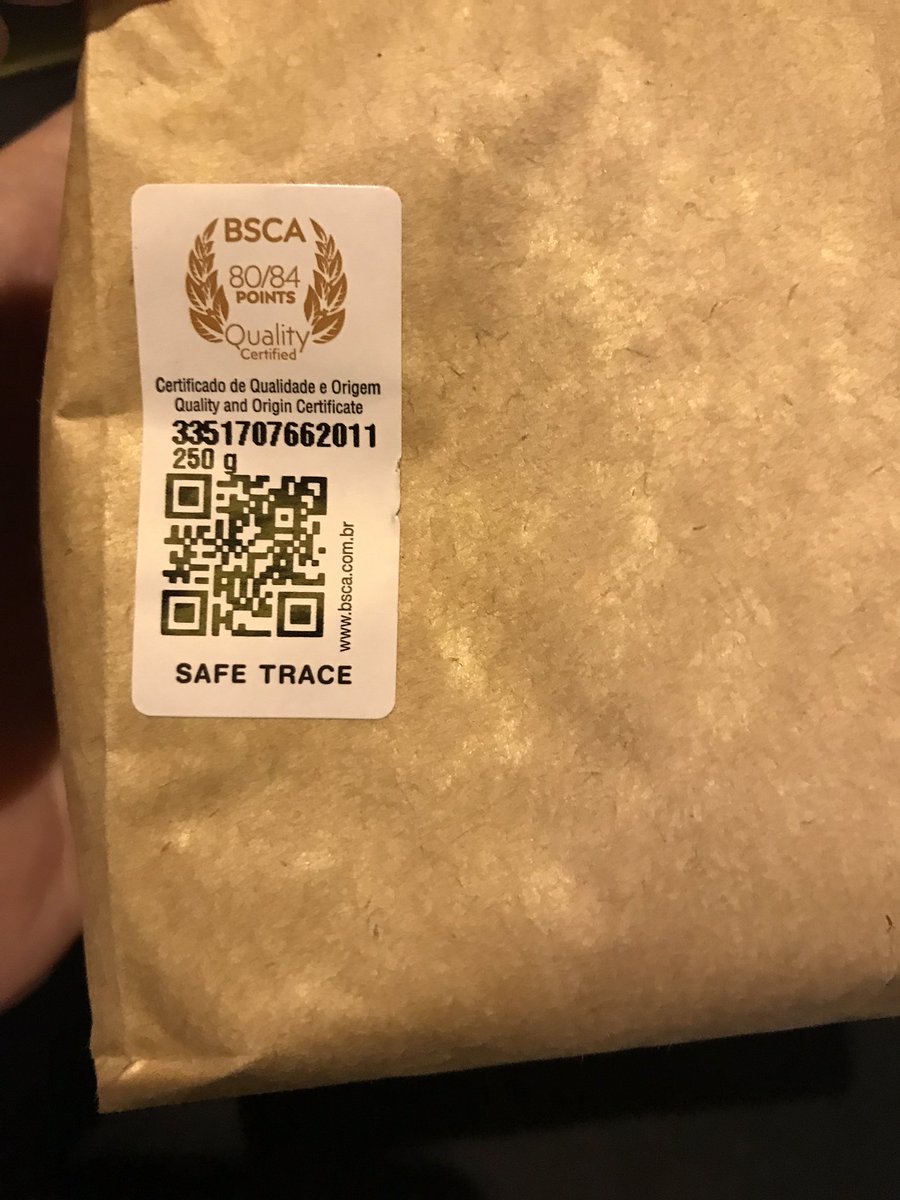 BSCA
80/84
POINTS
Quality
Certified
Certificado de Qualidade e Origem
Quality and Origin Certificate
3351707662011
250 g
www.bsca.com.br
SAFE TRACE